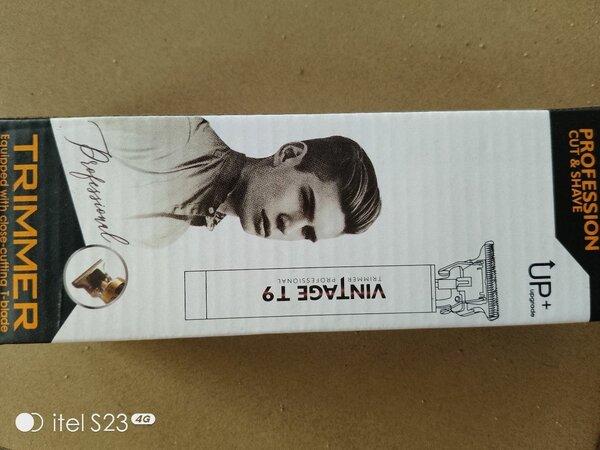 PROFESSION
CUT & SHAVE
UP+
upgrade
VINTAGE T9
TRIMMER PROFESSIONAL
Professional
TRIMMER
Equipped with close-cutting T-blade
itel S23 4G